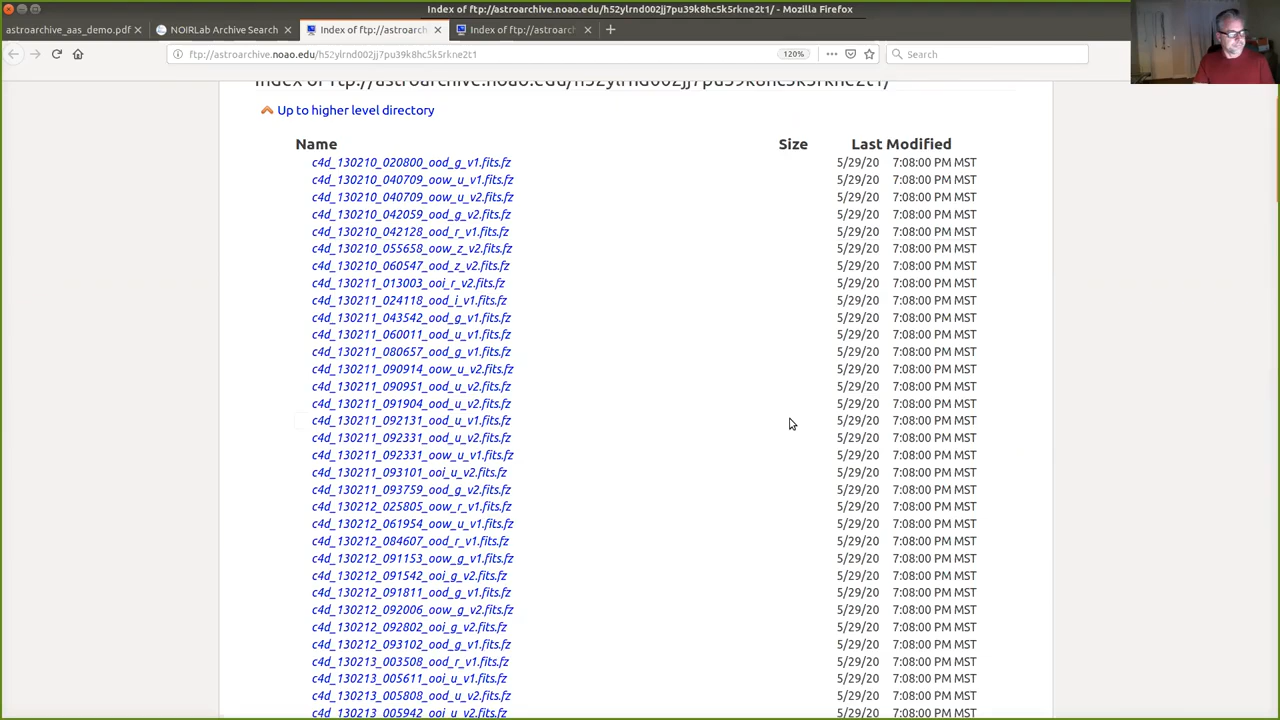 Index of ftp://astroarchive.noao.edu/h52ylrnd002jj7pu39k8hc5k5rkne2t1/ - Mozilla Firefox
astroarchive_aas_demo.pdf
NOIRLab Archive Search
Index of ftp://astroarch
Index of ftp://astroarch
ftp://astroarchive.noao.edu/h52ylrnd002jj7pu39k8hc5k5rkne2t1
120%
Search
Index of ftp://astroarchive.noao.edu/h52ylrnd002jj7pu39k8hc5k5rkne2t1/
Up to higher level directory
Name Size Last Modified
c4d_130210_020800_ood_g_v1.fits.fz 5/29/20 7:08:00 PM MST
c4d_130210_040709_oow_u_v1.fits.fz 5/29/20 7:08:00 PM MST
c4d_130210_040709_oow_u_v2.fits.fz 5/29/20 7:08:00 PM MST
c4d_130210_042059_ood_g_v2.fits.fz 5/29/20 7:08:00 PM MST
c4d_130210_042128_ood_r_v1.fits.fz 5/29/20 7:08:00 PM MST
c4d_130210_055658_oow_z_v2.fits.fz 5/29/20 7:08:00 PM MST
c4d_130210_060547_ood_z_v2.fits.fz 5/29/20 7:08:00 PM MST
c4d_130211_013003_ooi_r_v2.fits.fz 5/29/20 7:08:00 PM MST
c4d_130211_024118_ood_i_v1.fits.fz 5/29/20 7:08:00 PM MST
c4d_130211_043542_ood_g_v1.fits.fz 5/29/20 7:08:00 PM MST
c4d_130211_060011_ood_u_v1.fits.fz 5/29/20 7:08:00 PM MST
c4d_130211_080657_ood_g_v1.fits.fz 5/29/20 7:08:00 PM MST
c4d_130211_090914_oow_u_v2.fits.fz 5/29/20 7:08:00 PM MST
c4d_130211_090951_ood_u_v2.fits.fz 5/29/20 7:08:00 PM MST
c4d_130211_091904_ood_u_v2.fits.fz 5/29/20 7:08:00 PM MST
c4d_130211_092131_ood_u_v1.fits.fz 5/29/20 7:08:00 PM MST
c4d_130211_092331_ood_u_v2.fits.fz 5/29/20 7:08:00 PM MST
c4d_130211_092331_oow_u_v1.fits.fz 5/29/20 7:08:00 PM MST
c4d_130211_093101_ooi_u_v2.fits.fz 5/29/20 7:08:00 PM MST
c4d_130211_093759_ood_g_v2.fits.fz 5/29/20 7:08:00 PM MST
c4d_130212_025805_oow_r_v1.fits.fz 5/29/20 7:08:00 PM MST
c4d_130212_061954_oow_u_v1.fits.fz 5/29/20 7:08:00 PM MST
c4d_130212_084607_ood_r_v1.fits.fz 5/29/20 7:08:00 PM MST
c4d_130212_091153_oow_g_v1.fits.fz 5/29/20 7:08:00 PM MST
c4d_130212_091542_ooi_g_v2.fits.fz 5/29/20 7:08:00 PM MST
c4d_130212_091811_ood_g_v1.fits.fz 5/29/20 7:08:00 PM MST
c4d_130212_092006_oow_g_v2.fits.fz 5/29/20 7:08:00 PM MST
c4d_130212_092802_ooi_g_v2.fits.fz 5/29/20 7:08:00 PM MST
c4d_130212_093102_ood_g_v1.fits.fz 5/29/20 7:08:00 PM MST
c4d_130213_003508_ood_r_v1.fits.fz 5/29/20 7:08:00 PM MST
c4d_130213_005611_ooi_u_v1.fits.fz 5/29/20 7:08:00 PM MST
c4d_130213_005808_ood_u_v2.fits.fz 5/29/20 7:08:00 PM MST
c4d_130213_005942_ooi_u_v2.fits.fz 5/29/20 7:08:00 PM MST